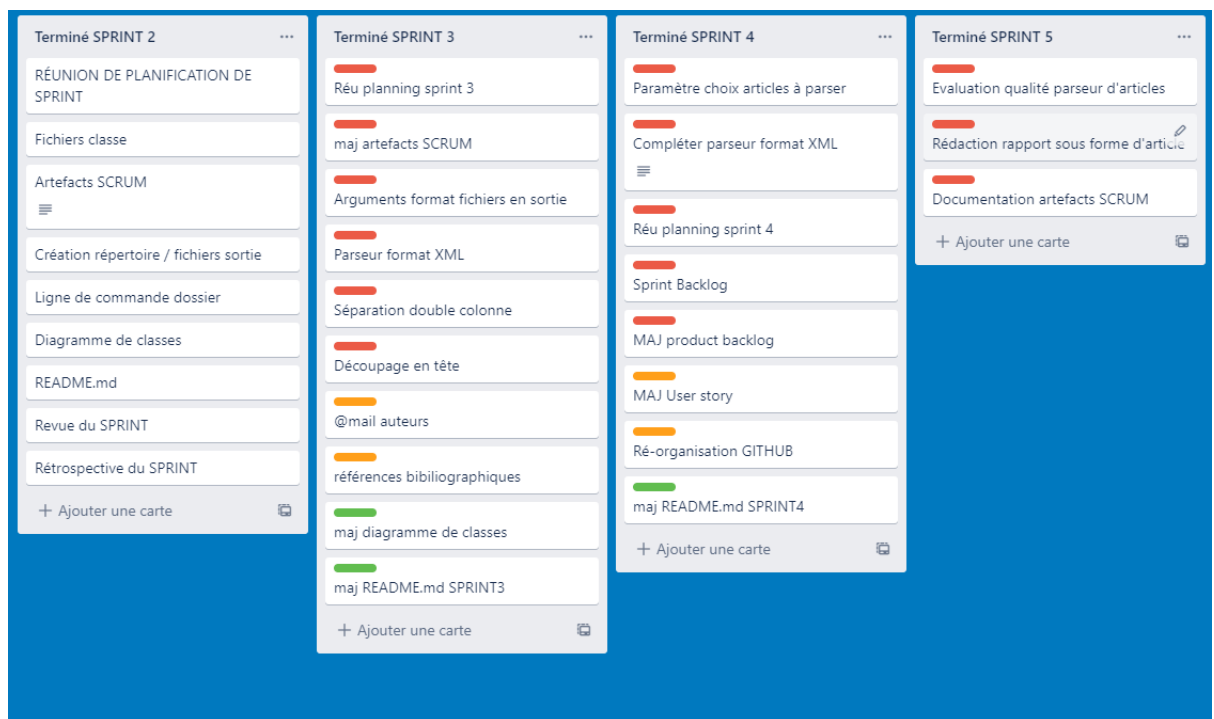 Terminé SPRINT 2
RÉUNION DE PLANIFICATION DE
SPRINT
Fichiers classe
Artefacts SCRUM
Création répertoire / fichiers sortie
Ligne de commande dossier
Diagramme de classes
README.md
Revue du SPRINT
Rétrospective du SPRINT
+ Ajouter une carte
Terminé SPRINT 3
Réu planning sprint 3
maj artefacts SCRUM
Arguments format fichiers en sortie
Parseur format XML
Séparation double colonne
Découpage en tête
@mail auteurs
références bibiliographiques
maj diagramme de classes
maj README.md SPRINT3
+ Ajouter une carte
Terminé SPRINT 4
Paramètre choix articles à parser
Compléter parseur format XML
Réu planning sprint 4
Sprint Backlog
MAJ product backlog
MAJ User story
Ré-organisation GITHUB
maj README.md SPRINT4
+ Ajouter une carte
Terminé SPRINT 5
Evaluation qualité parseur d'articles
Rédaction rapport sous forme d'article
Documentation artefacts SCRUM
+ Ajouter une carte